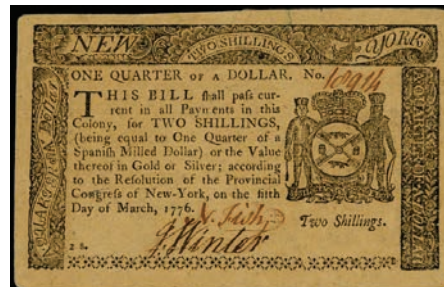 NEW TWO SHILLINGS YORK
ONE QUARTER OF A DOLLAR. No.
THIS BILL ſhall paſs cur-
rent in all Payments in this
Colony, for TWO SHILLINGS,
(being equal to One Quarter of a
Spaniſh Milled Dollar) or the Value
thereof in Gold or Silver; according
to the Reſolution of the Provincial
Congreſs of New-York, on the fifth
Day of March, 1776.
Two Shillings.
2 s.